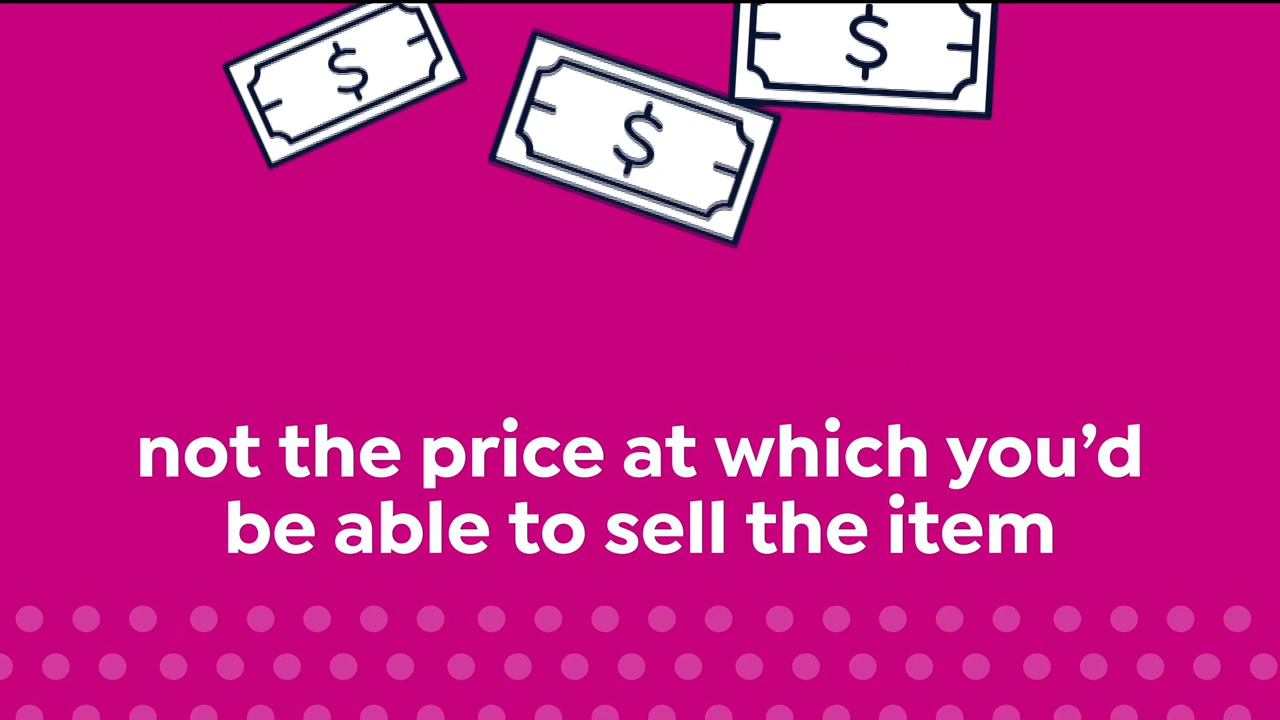 $
$
$
not the price at which you’d
be able to sell the item